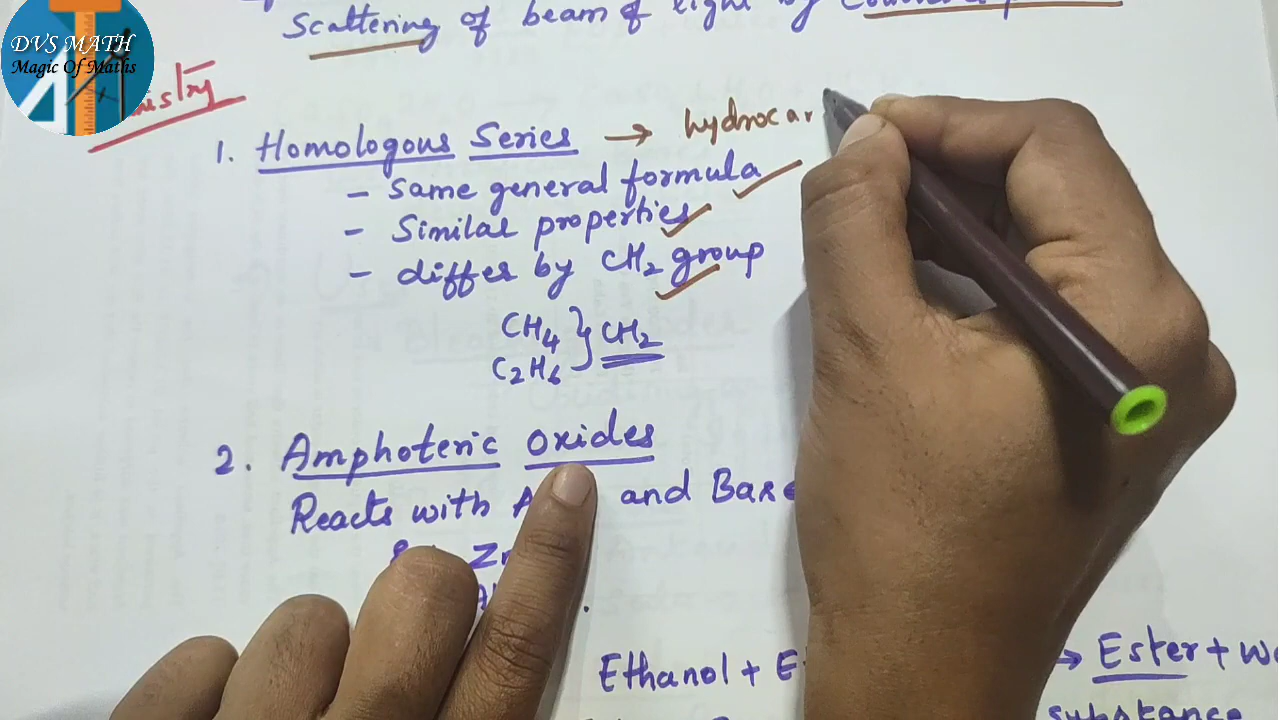 Scattering of beam of light by
DVS MATH
Magic Of Maths
1. Homologous Series → hydrocar
- Same general formula
- Similar properties
- differ by CH₂ group
CH₄ } CH₂
C₂H₆
2. Amphoteric Oxides
Reacts with and Base
Ethanol + → Ester +
substance